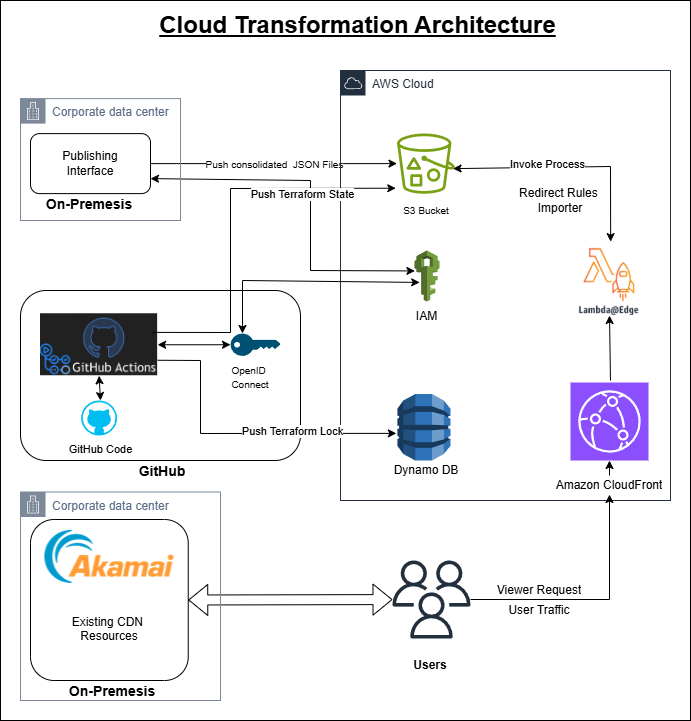 Cloud Transformation Architecture
AWS Cloud
Corporate data center
Publishing
Interface
On-Premesis
Push consolidated JSON Files
Push Terraform State
S3 Bucket
Invoke Process
Redirect Rules
Importer
IAM
Lambda@Edge
GitHub Actions
OpenID
Connect
GitHub Code
GitHub
Push Terraform Lock
Dynamo DB
Amazon CloudFront
Corporate data center
Akamai
Existing CDN
Resources
On-Premesis
Users
Viewer Request
User Traffic